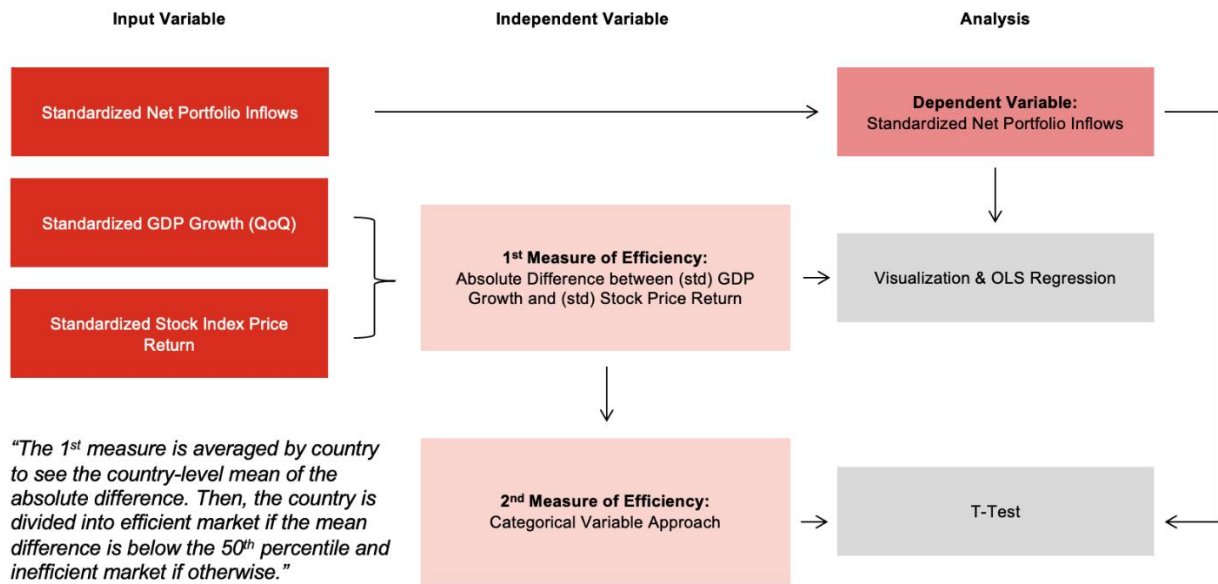 Input Variable
Independent Variable
Analysis
Standardized Net Portfolio Inflows
Dependent Variable:
Standardized Net Portfolio Inflows
Standardized GDP Growth (QoQ)
Standardized Stock Index Price
Return
1st Measure of Efficiency:
Absolute Difference between (std) GDP
Growth and (std) Stock Price Return
Visualization & OLS Regression
“The 1st measure is averaged by country
to see the country-level mean of the
absolute difference. Then, the country is
divided into efficient market if the mean
difference is below the 50th percentile and
inefficient market if otherwise.”
2nd Measure of Efficiency:
Categorical Variable Approach
T-Test